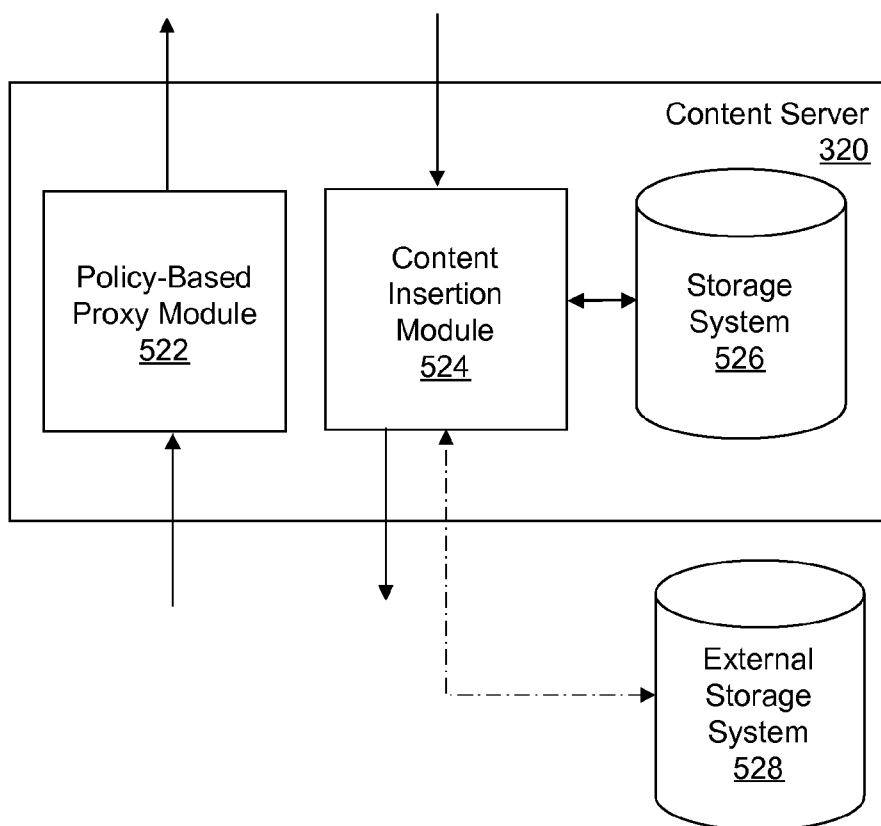 Content Server
320
Policy-Based
Proxy Module
522
Content
Insertion
Module
524
Storage
System
526
External
Storage
System
528